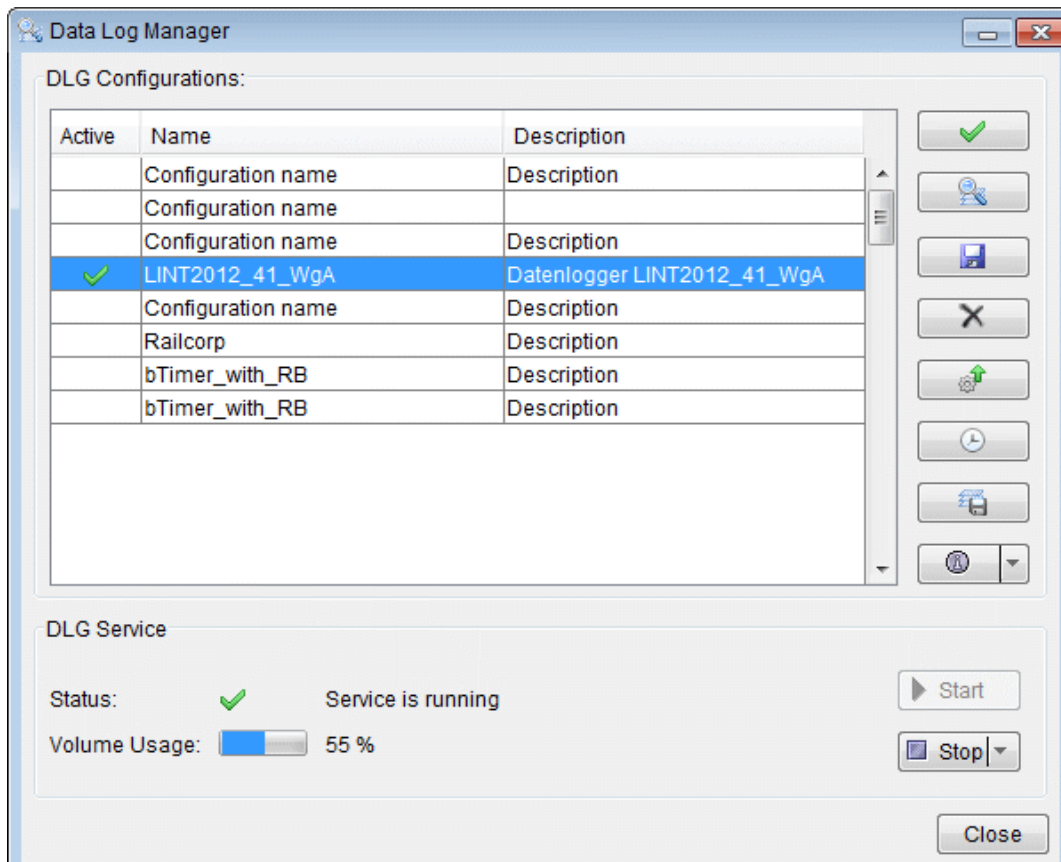 Data Log Manager
DLG Configurations:
Active Name Description
Configuration name Description
Configuration name
Configuration name Description
LINT2012_41_WgA Datenlogger LINT2012_41_WgA
Configuration name Description
Railcorp Description
bTimer_with_RB Description
bTimer_with_RB Description
DLG Service
Status: Service is running Start
Volume Usage: 55 % Stop
Close